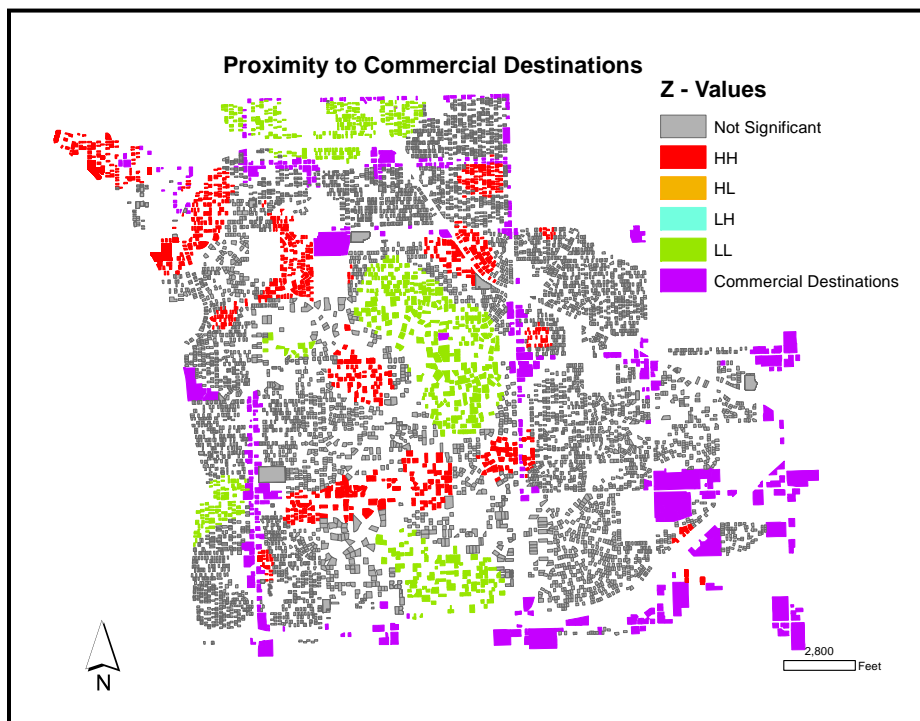 Proximity to Commercial Destinations
Z - Values
Not Significant
HH
HL
LH
LL
Commercial Destinations
N
2,800
Feet